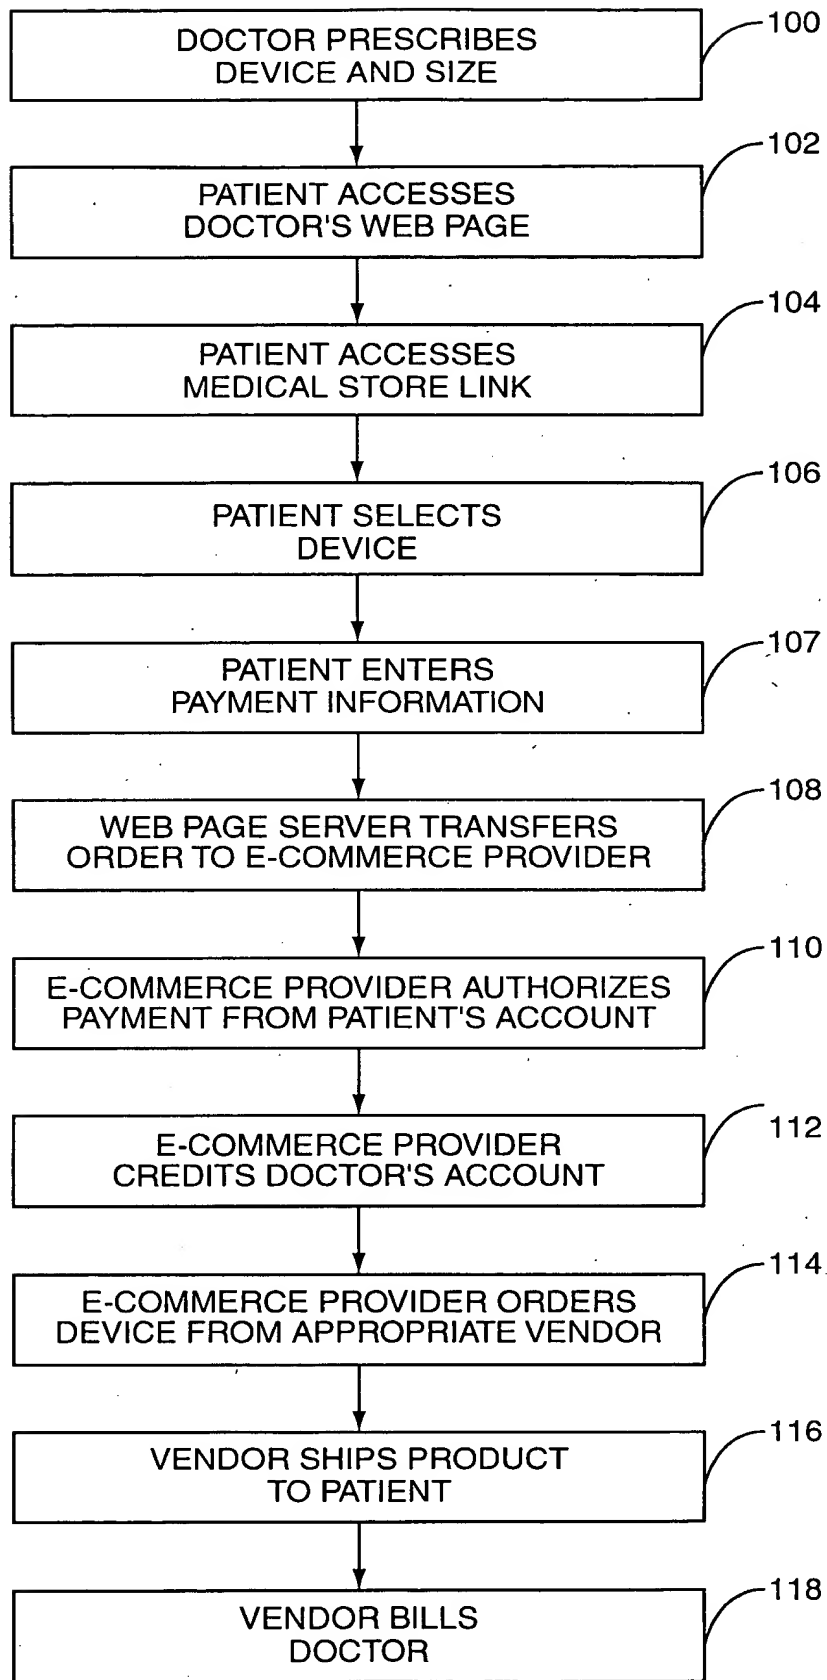 100
DOCTOR PRESCRIBES
DEVICE AND SIZE
102
PATIENT ACCESSES
DOCTOR'S WEB PAGE
104
PATIENT ACCESSES
MEDICAL STORE LINK
106
PATIENT SELECTS
DEVICE
107
PATIENT ENTERS
PAYMENT INFORMATION
108
WEB PAGE SERVER TRANSFERS
ORDER TO E-COMMERCE PROVIDER
110
E-COMMERCE PROVIDER AUTHORIZES
PAYMENT FROM PATIENT'S ACCOUNT
112
E-COMMERCE PROVIDER
CREDITS DOCTOR'S ACCOUNT
114
E-COMMERCE PROVIDER ORDERS
DEVICE FROM APPROPRIATE VENDOR
116
VENDOR SHIPS PRODUCT
TO PATIENT
118
VENDOR BILLS
DOCTOR